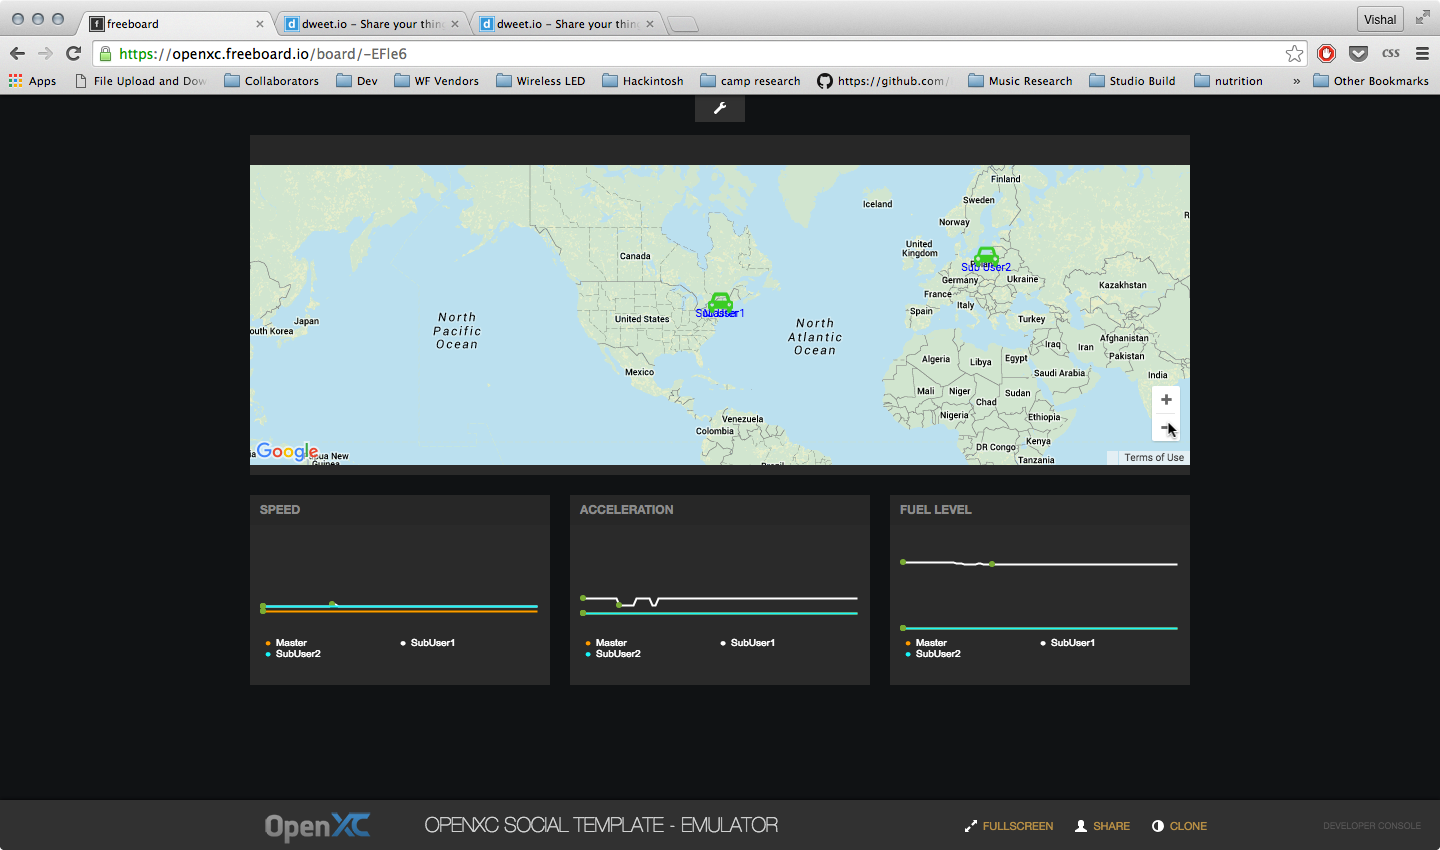 freeboard
dweet.io – Share your thin
dweet.io – Share your thin
Vishal
https://openxc.freeboard.io/board/-EFle6
css
Apps
File Upload and Dow
Collaborators
Dev
WF Vendors
Wireless LED
Hackintosh
camp research
https://github.com/
Music Research
Studio Build
nutrition
»
Other Bookmarks
Finland
Iceland
Sweden
Norway
United
Kingdom
Canada
Sub User2
Germany
Ukraine
Kazakhstan
France
Italy
Spain
Turkey
North
Pacific
Ocean
Japan
outh Korea
United States
North
Atlantic
Ocean
Afghanistan
Iraq
Iran
Pakistan
Algeria
Libya
Egypt
Saudi Arabia
India
Mexico
Mali
Niger
Chad
Sudan
Nigeria
Ethiopia
Venezuela
Colombia
DR Congo
Kenya
Tanzania
Google
Terms of Use
SPEED
Master
SubUser1
SubUser2
ACCELERATION
Master
SubUser1
SubUser2
FUEL LEVEL
Master
SubUser1
SubUser2
OpenXC
OPENXC SOCIAL TEMPLATE - EMULATOR
FULLSCREEN
SHARE
CLONE
DEVELOPER CONSOLE